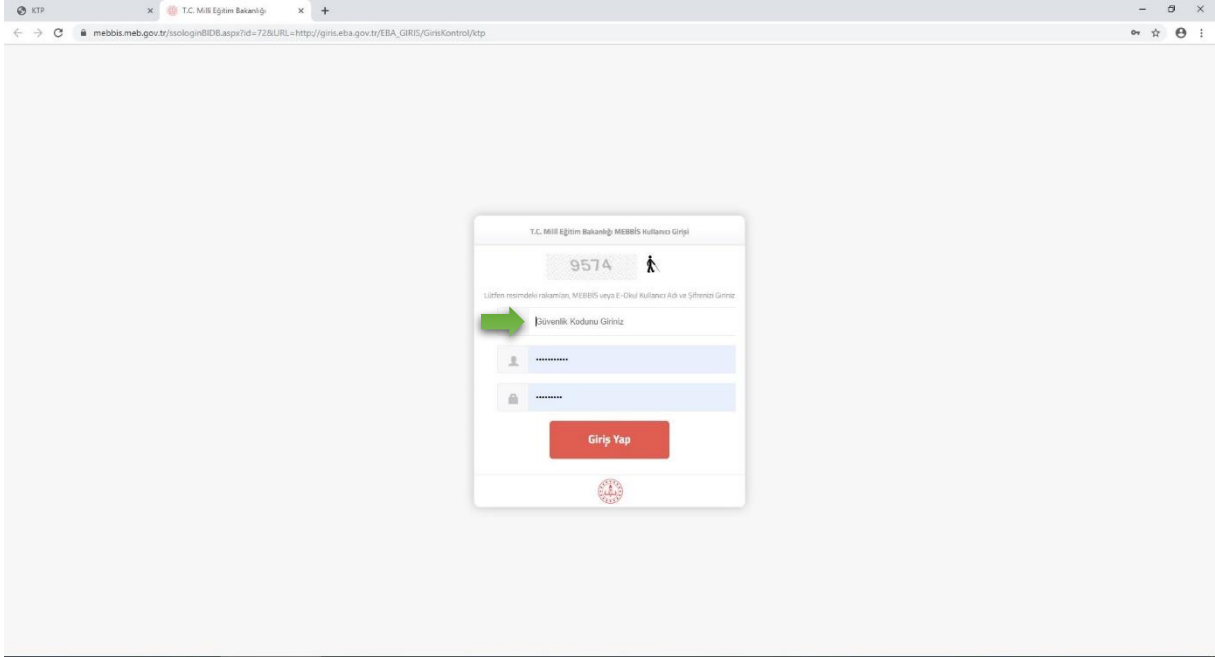 KTP
T.C. Millî Eğitim Bakanlığı
mebbis.meb.gov.tr/ssologinBIDB.aspx?id=72&URL=http://giris.eba.gov.tr/EBA_GIRIS/GirisKontrol/ktp
T.C. Millî Eğitim Bakanlığı MEBBİS Kullanıcı Girişi
9574
Lütfen resimdeki rakamları, MEBBİS veya E-Okul Kullanıcı Adı ve Şifrenizi Giriniz
Güvenlik Kodunu Giriniz
Giriş Yap